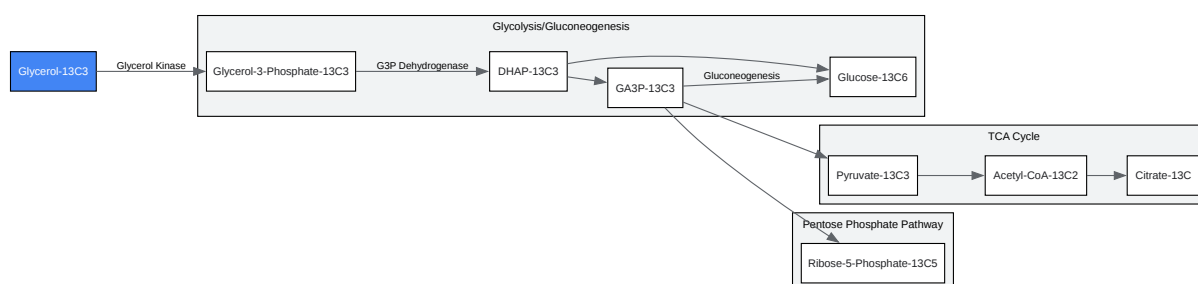 Glycolysis/Gluconeogenesis
Glycerol-13C3
Glycerol Kinase
Glycerol-3-Phosphate-13C3
G3P Dehydrogenase
DHAP-13C3
GA3P-13C3
Gluconeogenesis
Glucose-13C6
TCA Cycle
Pyruvate-13C3
Acetyl-CoA-13C2
Citrate-13C
Pentose Phosphate Pathway
Ribose-5-Phosphate-13C5